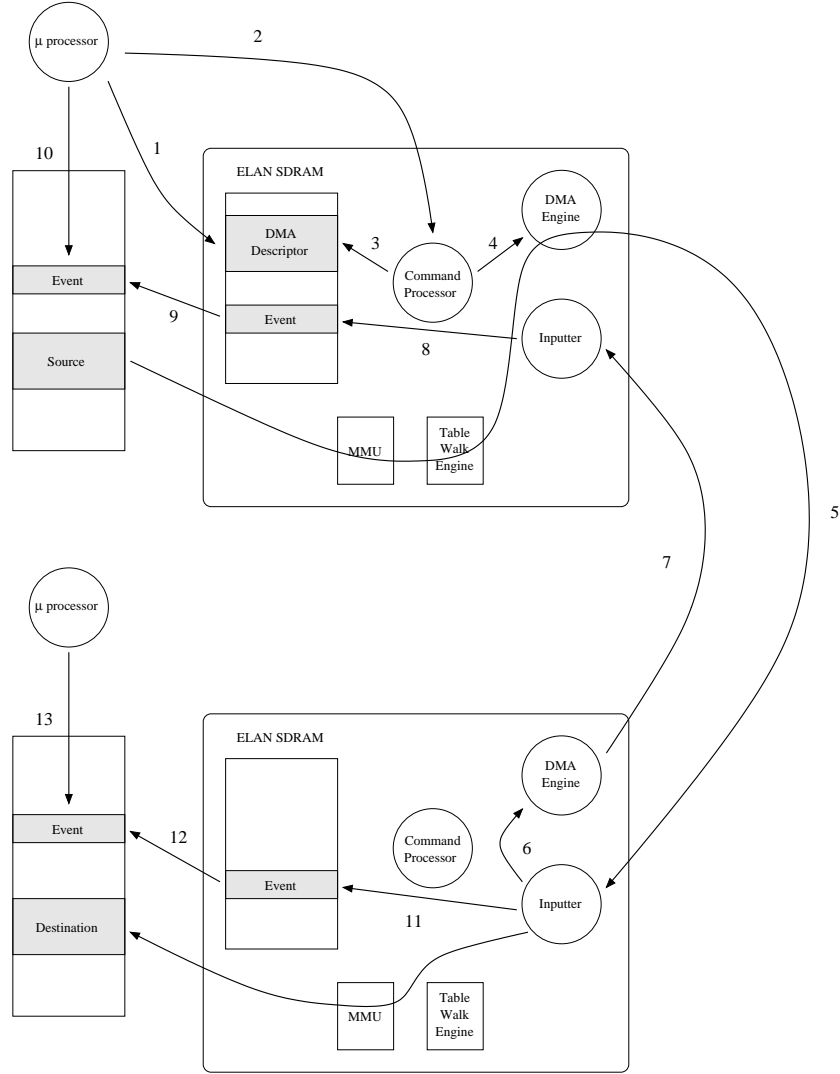 μ processor
2
1
10
ELAN SDRAM
DMA
Descriptor
3
4
DMA
Engine
Command
Processor
Event
9
Event
8
Inputter
Source
MMU
Table
Walk
Engine
5
7
μ processor
13
ELAN SDRAM
DMA
Engine
Event
12
Command
Processor
6
Event
11
Inputter
Destination
MMU
Table
Walk
Engine